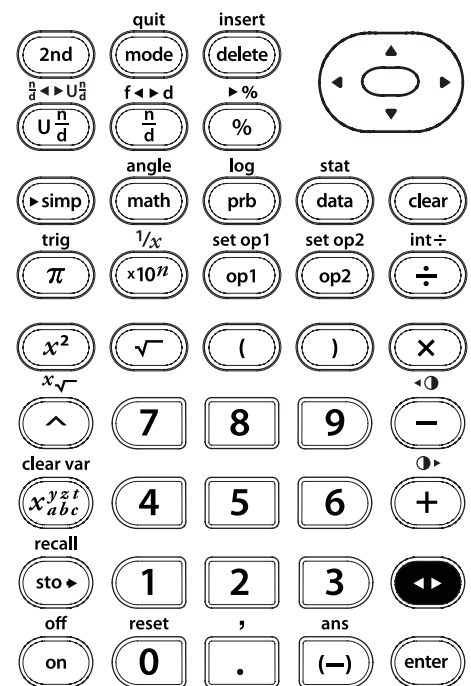 quit insert
2nd mode delete
n/d ◄► U n/d f ◄► d ► %
U n/d n/d %
angle log stat
► simp math prb data clear
trig 1/x set op1 set op2 int ÷
π ×10ⁿ op1 op2 ÷
x² √ ( ) ×
ˣ√ ◄
^ 7 8 9 −
clear var ►
x y z t a b c 4 5 6 +
recall
sto ► 1 2 3 ◄►
off reset , ans
on 0 . (—) enter